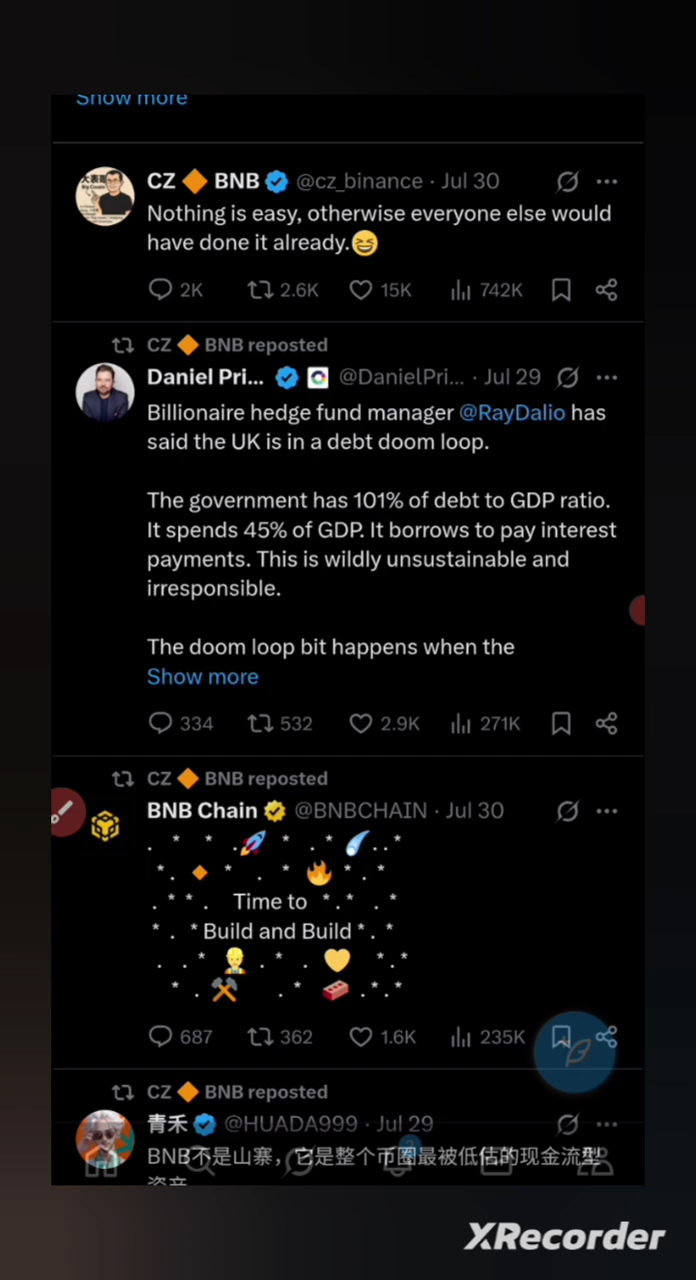 Show more
CZ 🔶 BNB @cz_binance · Jul 30
Nothing is easy, otherwise everyone else would
have done it already.😆
2K 2.6K 15K 742K
CZ 🔶 BNB reposted
Daniel Pri... @DanielPri... · Jul 29
Billionaire hedge fund manager @RayDalio has
said the UK is in a debt doom loop.
The government has 101% of debt to GDP ratio.
It spends 45% of GDP. It borrows to pay interest
payments. This is wildly unsustainable and
irresponsible.
The doom loop bit happens when the
Show more
334 532 2.9K 271K
CZ 🔶 BNB reposted
BNB Chain @BNBCHAIN · Jul 30
. * * .🚀 * . * ☄️. . *
*. 🔸 * . * 🔥 * . *
. * * . Time to * . * . *
* . * Build and Build * . *
. . * 👷 . * . 💛 * . *
* . ⚒️ . * 🧱 . * . *
687 362 1.6K 235K
CZ 🔶 BNB reposted
青禾 @HUADA999 · Jul 29
BNB不是山寨，它是整个币圈最被低估的现金流型
资产
XRecorder